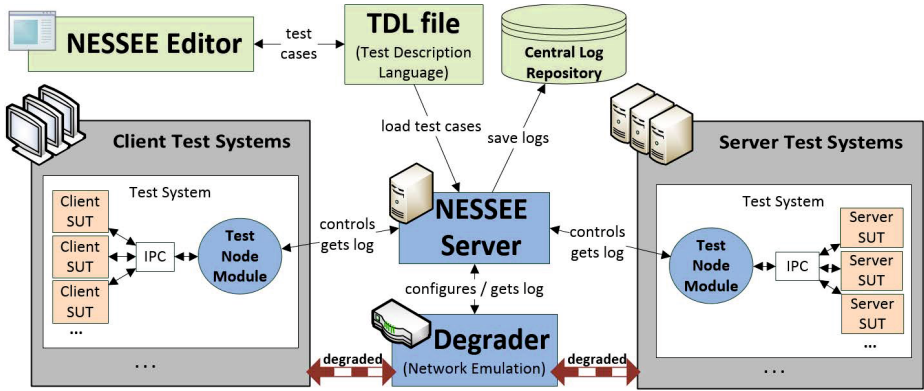 NESSEE Editor
test
cases
TDL file
(Test Description
Language)
Central Log
Repository
load test cases
save logs
Client Test Systems
Test System
Client
SUT
Client
SUT
Client
SUT
...
IPC
Test
Node
Module
...
controls
gets log
NESSEE
Server
controls
gets log
configures / gets log
Degrader
(Network Emulation)
degraded
degraded
Server Test Systems
Test System
Test
Node
Module
IPC
Server
SUT
Server
SUT
Server
SUT
...
...